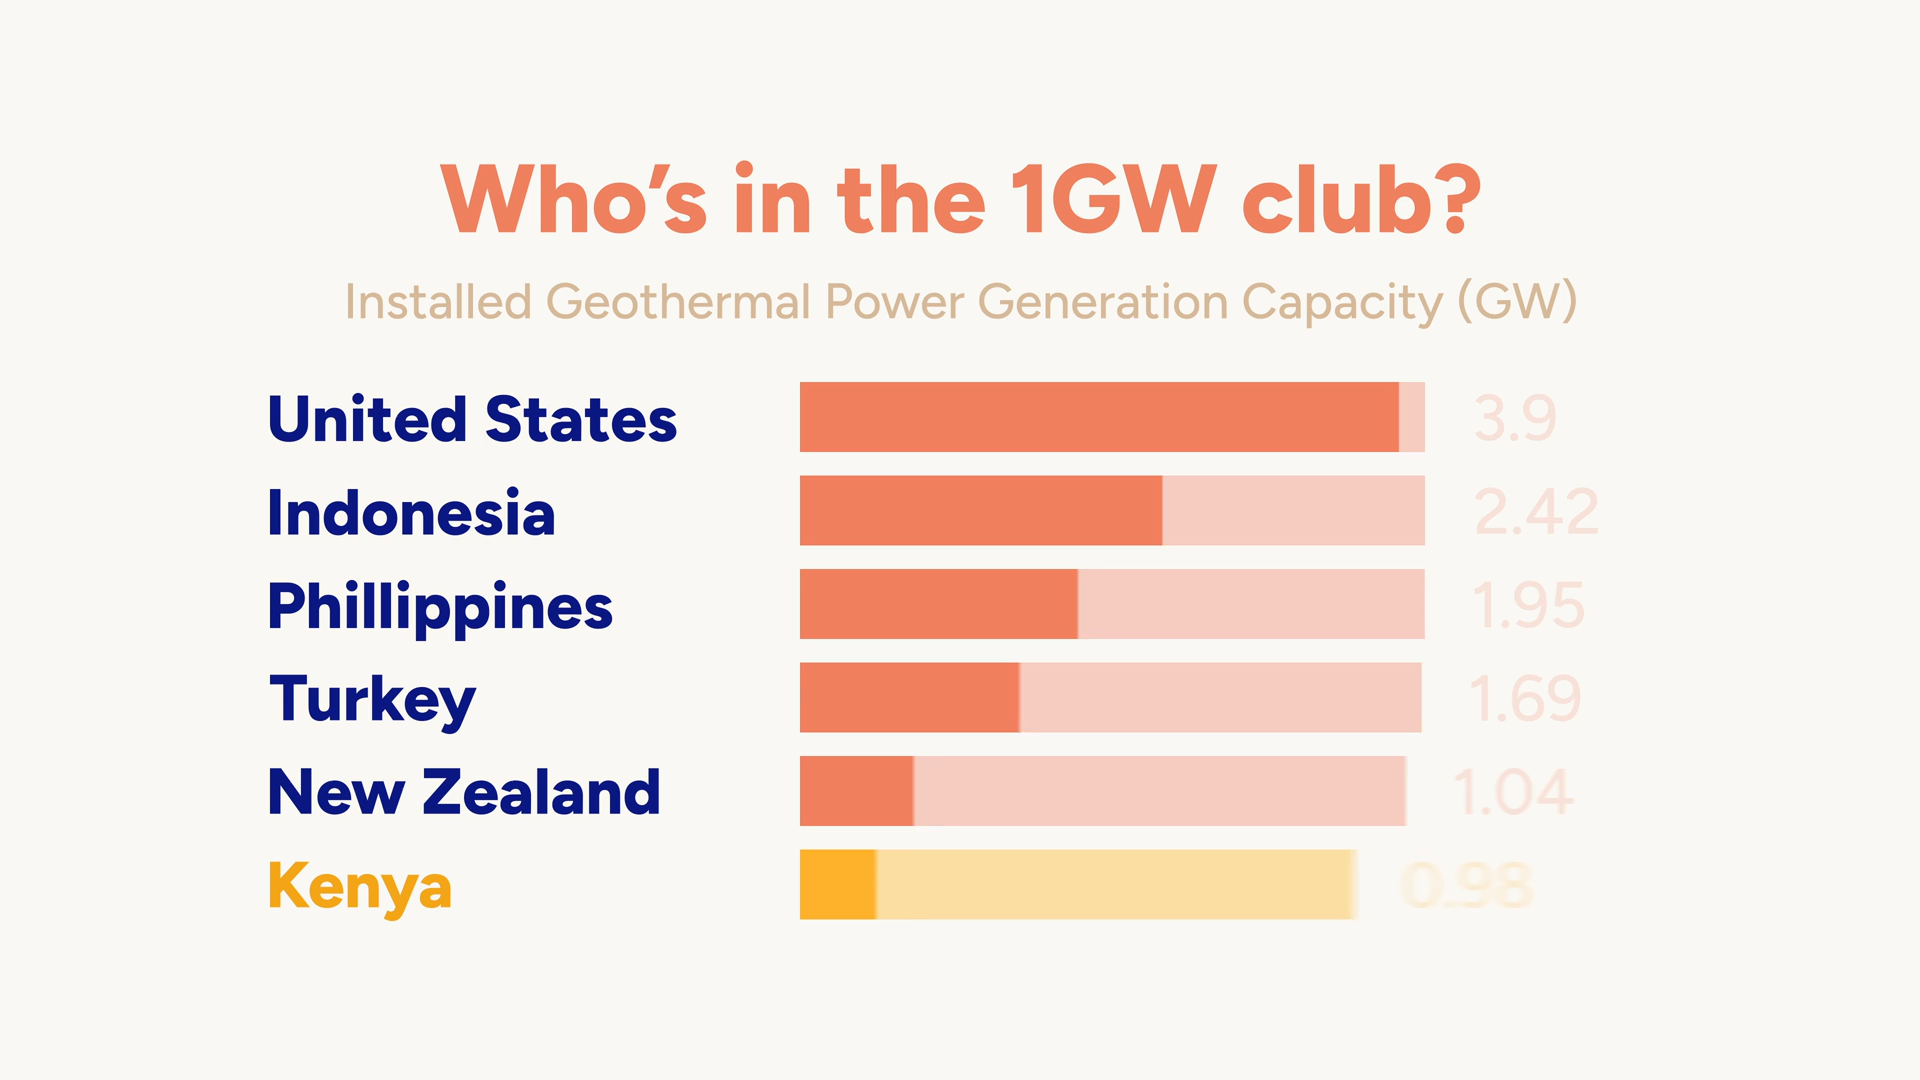 Who’s in the 1GW club?
Installed Geothermal Power Generation Capacity (GW)
United States 3.9
Indonesia 2.42
Phillippines 1.95
Turkey 1.69
New Zealand 1.04
Kenya 0.98